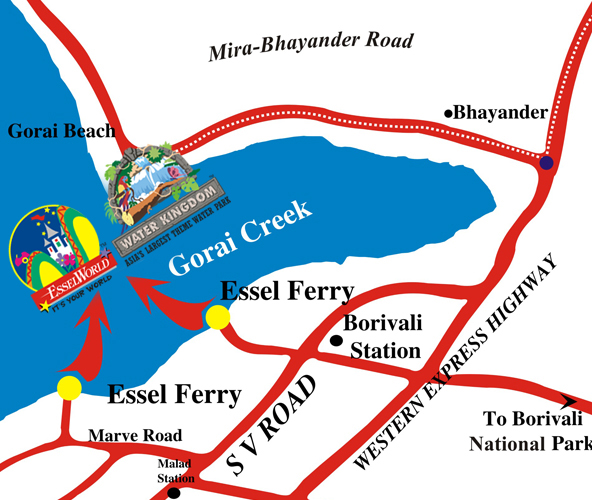 Mira-Bhayander Road
Bhayander
Gorai Beach
WATER KINGDOM
ASIA'S LARGEST THEME WATER PARK
ESSELWORLD
IT'S YOUR WORLD
Gorai Creek
Essel Ferry
Borivali
Station
WESTERN EXPRESS HIGHWAY
Essel Ferry
S V ROAD
To Borivali
National Park
Marve Road
Malad
Station